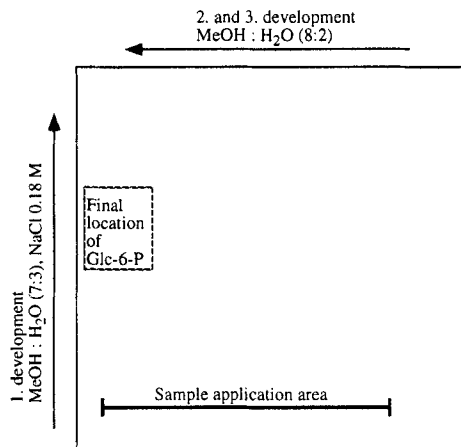 2. and 3. development
MeOH : H₂O (8:2)
1. development
MeOH : H₂O (7:3), NaCl 0.18 M
Final
location
of
Glc-6-P
Sample application area